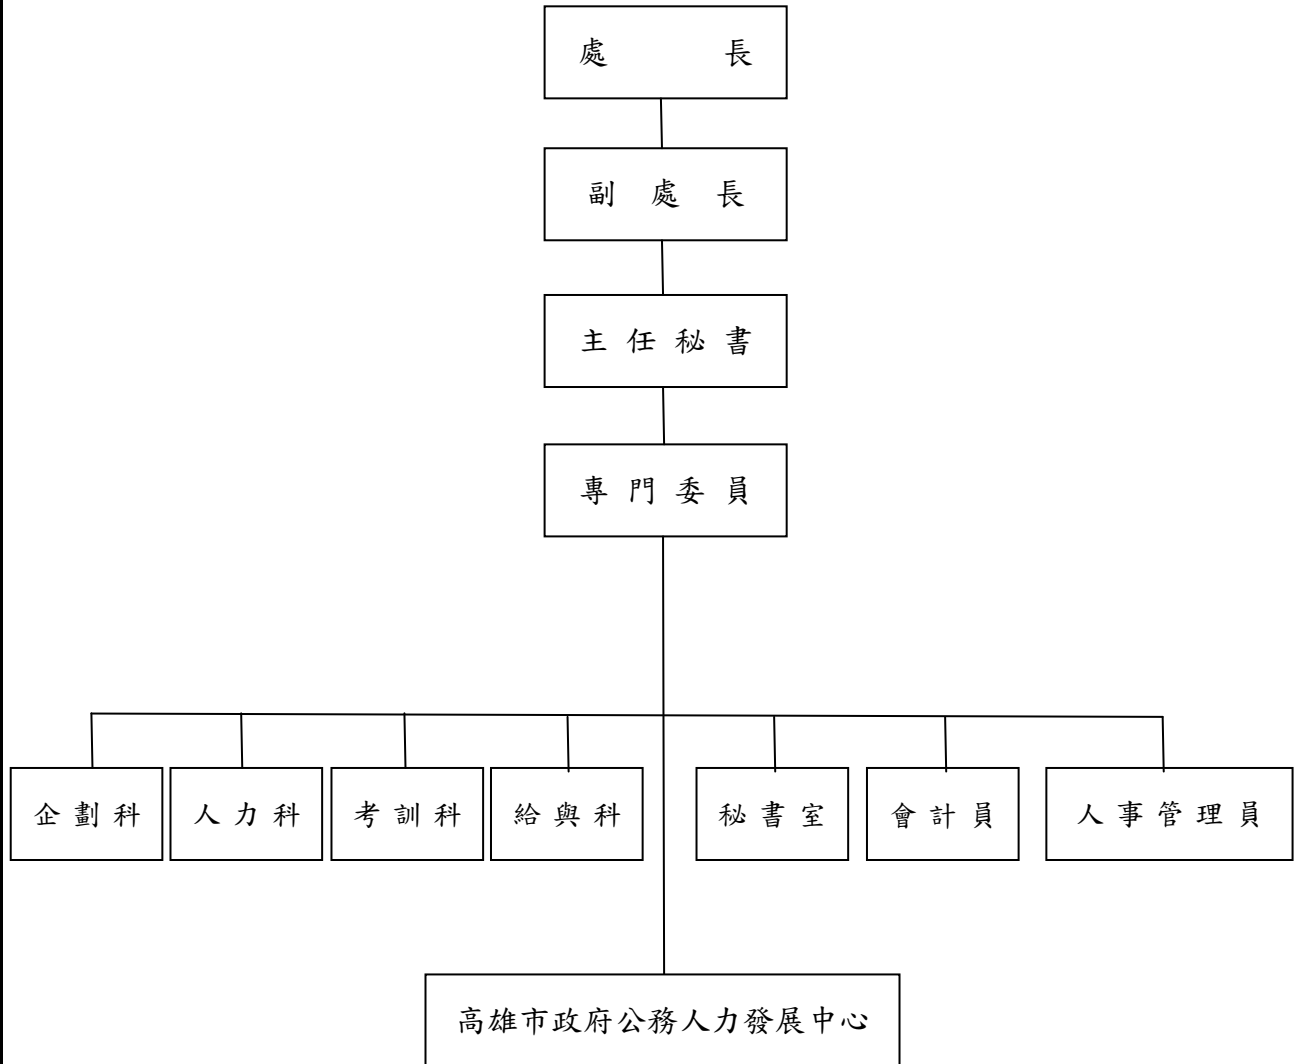 處長
副處長
主任秘書
專門委員
企劃科
人力科
考訓科
給與科
秘書室
會計員
人事管理員
高雄市政府公務人力發展中心